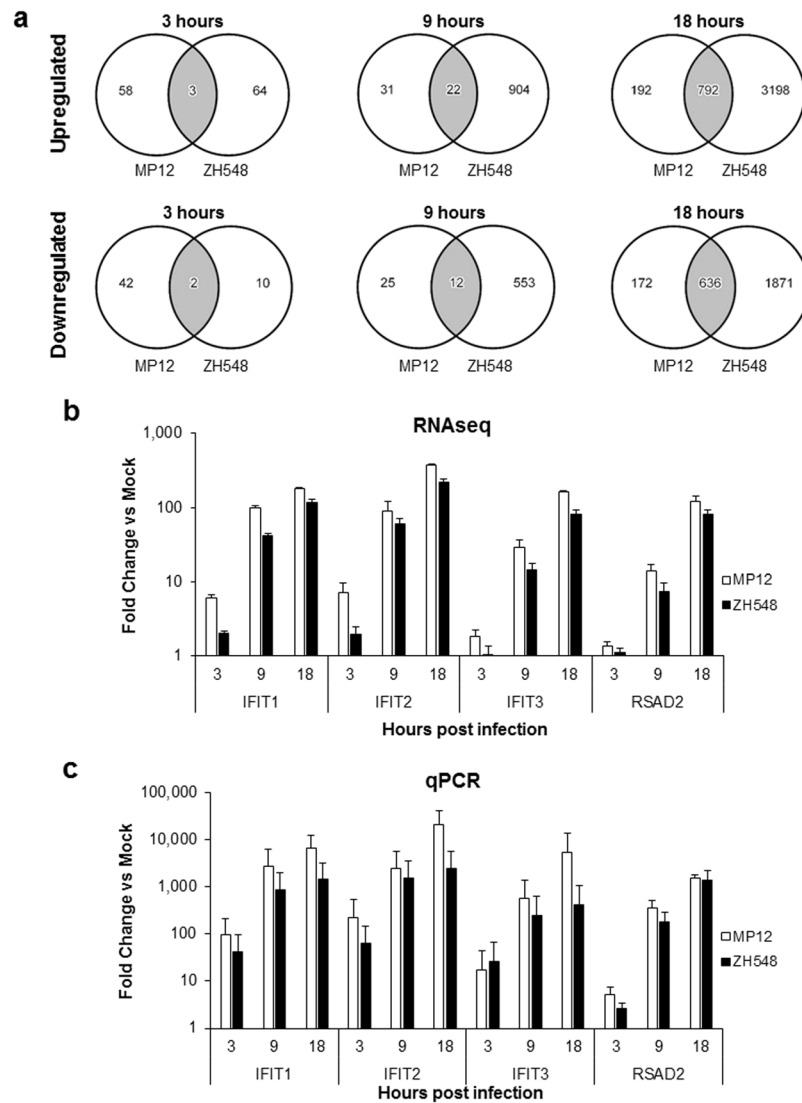 a
3 hours 9 hours 18 hours
Upregulated
58 3 64 31 22 904 192 792 3198
MP12 ZH548 MP12 ZH548 MP12 ZH548
3 hours 9 hours 18 hours
Downregulated
42 2 10 25 12 553 172 636 1871
MP12 ZH548 MP12 ZH548 MP12 ZH548
b
RNAseq
Fold Change vs Mock
1,000
100
10
1
MP12
ZH548
3 9 18 3 9 18 3 9 18 3 9 18
IFIT1 IFIT2 IFIT3 RSAD2
Hours post infection
c
qPCR
Fold Change vs Mock
100,000
10,000
1,000
100
10
1
MP12
ZH548
3 9 18 3 9 18 3 9 18 3 9 18
IFIT1 IFIT2 IFIT3 RSAD2
Hours post infection